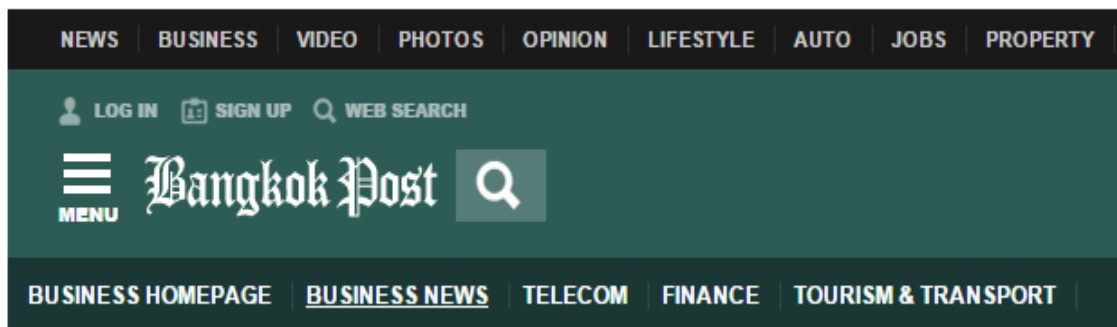 NEWS BUSINESS VIDEO PHOTOS OPINION LIFESTYLE AUTO JOBS PROPERTY
LOG IN SIGN UP WEB SEARCH
MENU Bangkok Post
BUSINESS HOMEPAGE BUSINESS NEWS TELECOM FINANCE TOURISM & TRANSPORT